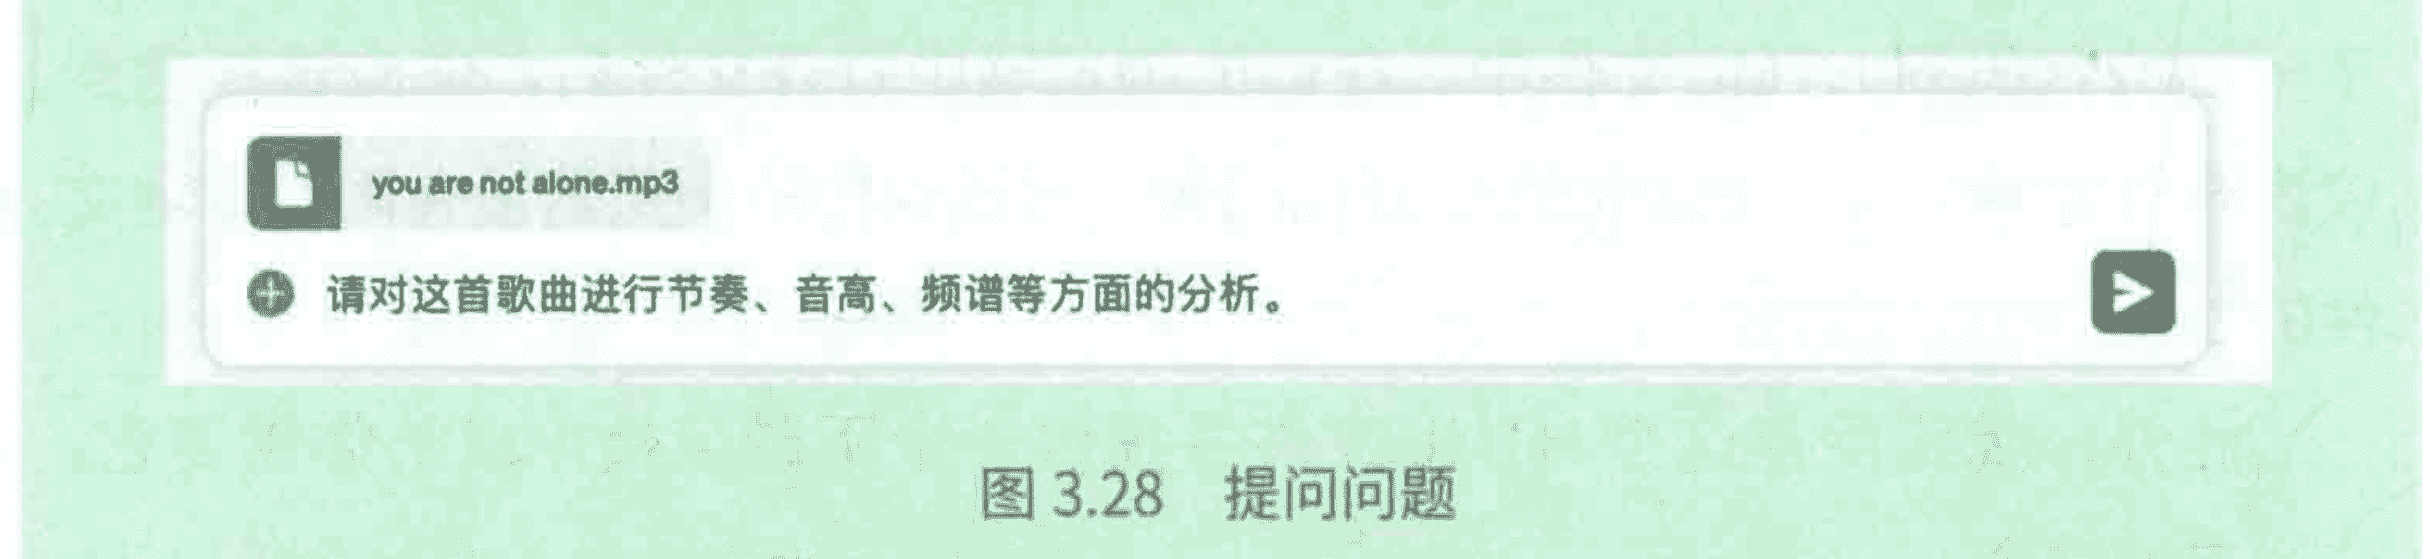 you are not alone.mp3
请对这首歌曲进行节奏、音高、频谱等方面的分析。
图 3.28 提问问题